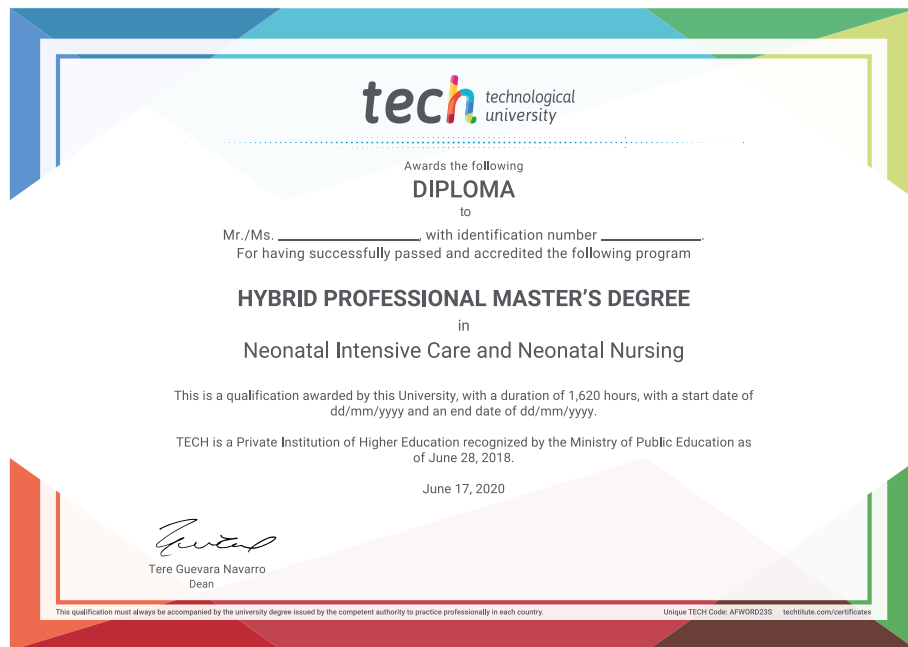 tech technological
university
Awards the following
DIPLOMA
to
Mr./Ms. ____________________, with identification number ______________.
For having successfully passed and accredited the following program
HYBRID PROFESSIONAL MASTER'S DEGREE
in
Neonatal Intensive Care and Neonatal Nursing
This is a qualification awarded by this University, with a duration of 1,620 hours, with a start date of
dd/mm/yyyy and an end date of dd/mm/yyyy.
TECH is a Private Institution of Higher Education recognized by the Ministry of Public Education as
of June 28, 2018.
June 17, 2020
Tere Guevara Navarro
Dean
This qualification must always be accompanied by the university degree issued by the competent authority to practice professionally in each country. Unique TECH Code: AFWORD23S techtitute.com/certificates